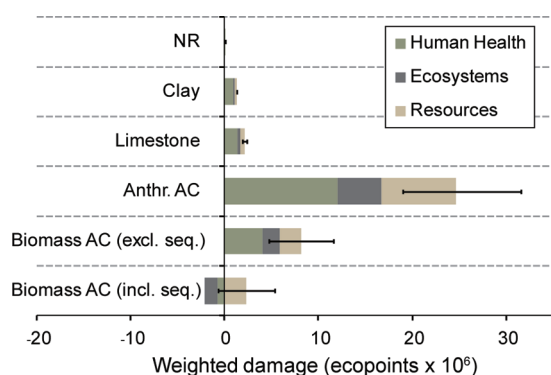 NR
Clay
Limestone
Anthr. AC
Biomass AC (excl. seq.)
Biomass AC (incl. seq.)
Human Health
Ecosystems
Resources
-20 -10 0 10 20 30
Weighted damage (ecopoints x 10⁶)